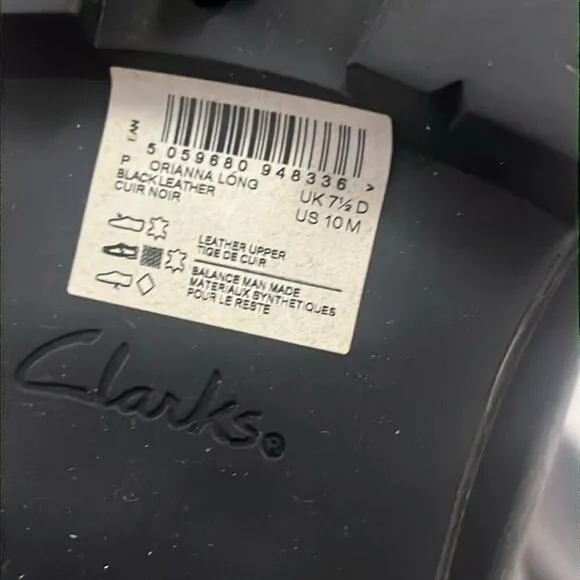 EAN
5 059680 948336 >
P ORIANNA LONG UK 7½ D
BLACK LEATHER US 10 M
CUIR NOIR
LEATHER UPPER
TIGE DE CUIR
BALANCE MAN MADE
MATERIAUX SYNTHETIQUES
POUR LE RESTE
Clarks®